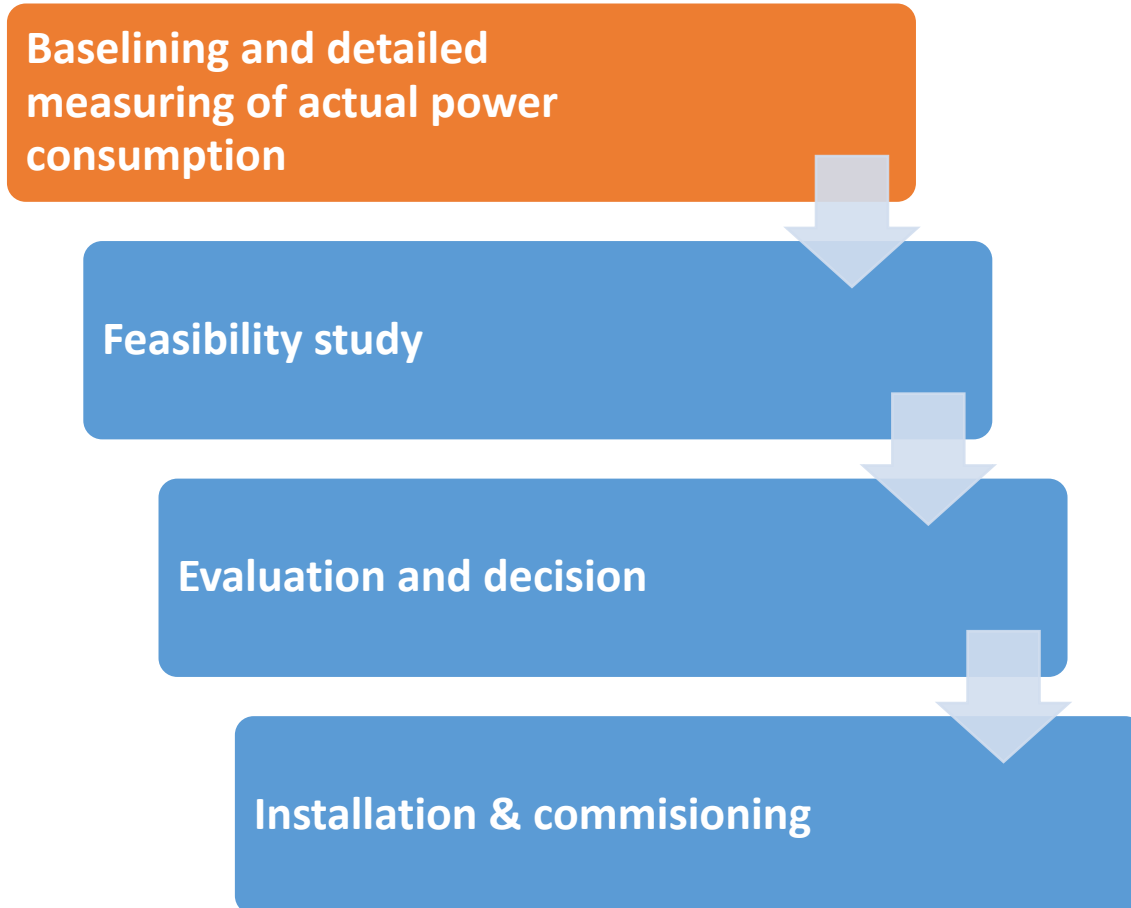 Baselining and detailed
measuring of actual power
consumption
Feasibility study
Evaluation and decision
Installation & commisioning